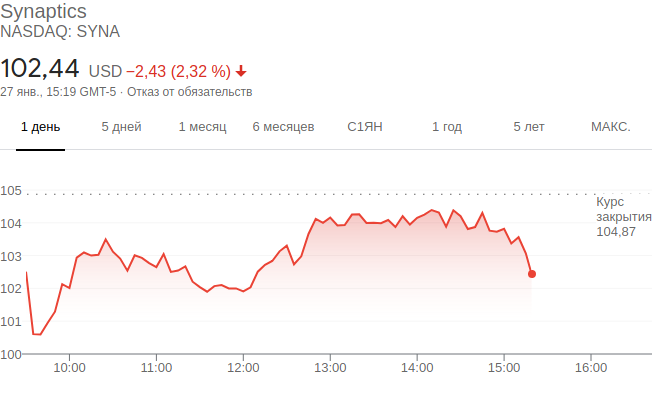 Synaptics
NASDAQ: SYNA
102,44 USD −2,43 (2,32 %)
27 янв., 15:19 GMT-5 · Отказ от обязательств
1 день 5 дней 1 месяц 6 месяцев С1ЯН 1 год 5 лет МАКС.
105
Курс
закрытия
104,87
104
103
102
101
100
10:00 11:00 12:00 13:00 14:00 15:00 16:00